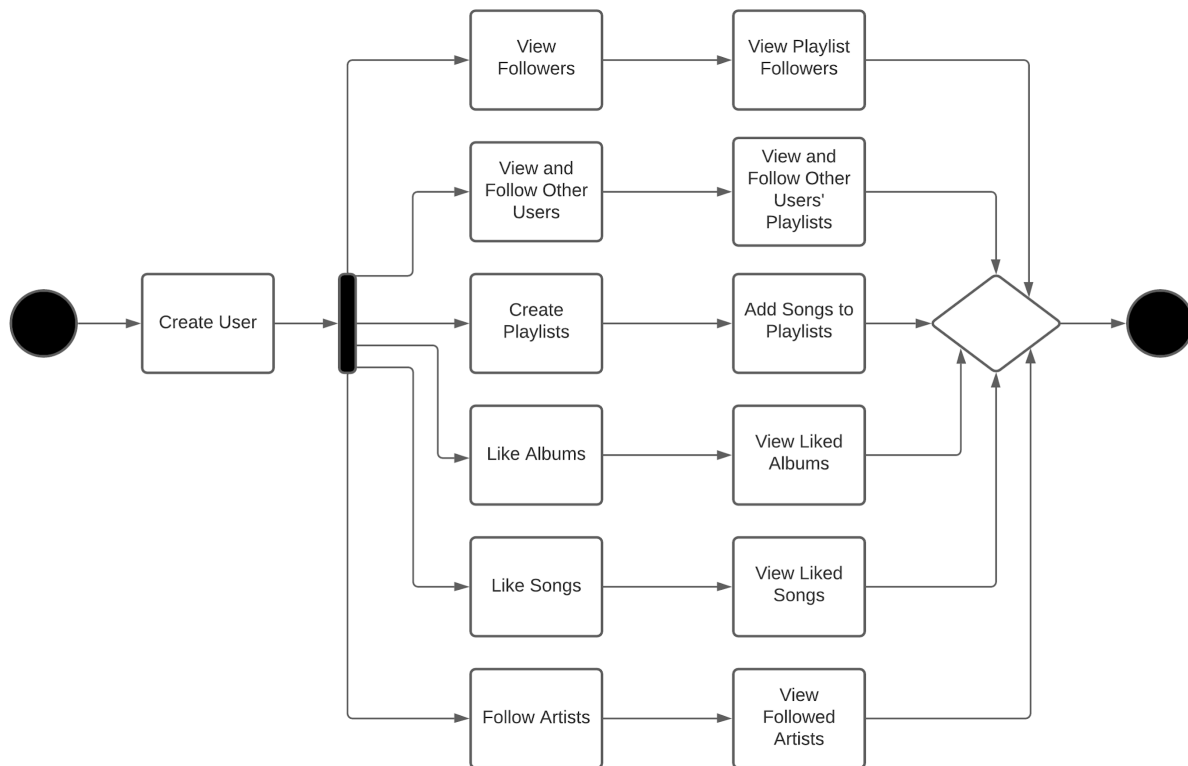 View
Followers
View Playlist
Followers
View and
Follow Other
Users
View and
Follow Other
Users'
Playlists
Create User
Create
Playlists
Add Songs to
Playlists
Like Albums
View Liked
Albums
Like Songs
View Liked
Songs
Follow Artists
View
Followed
Artists